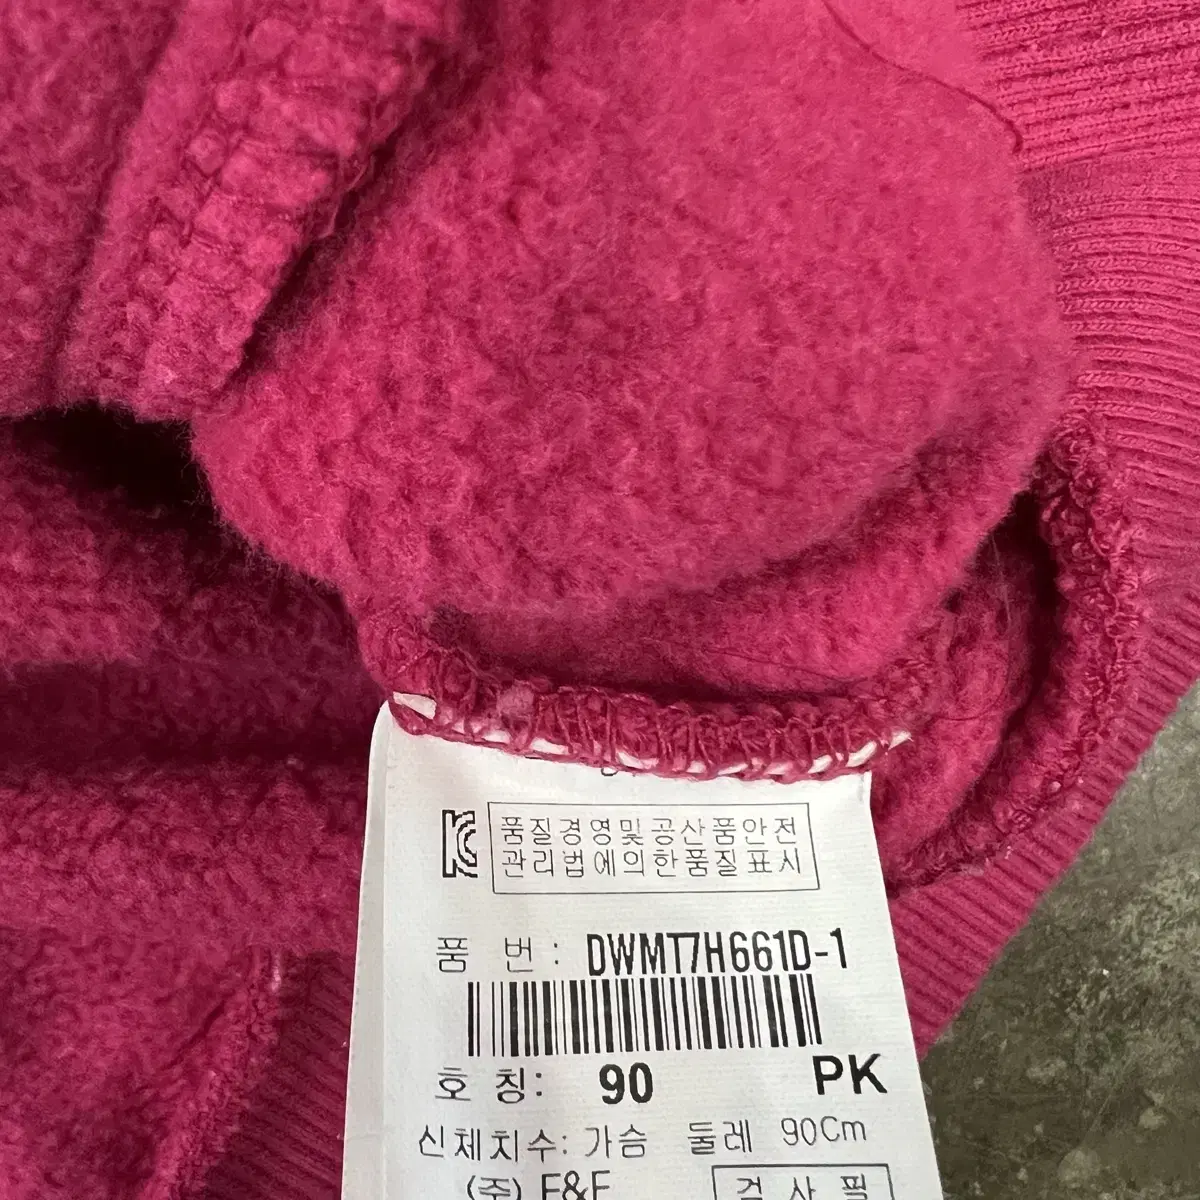 품질경영및공산품안전
관리법에의한품질표시
품 번: DWMT7H661D-1
호 칭: 90 PK
신체치수: 가슴 둘레 90Cm
(주) F&F 검 사 필